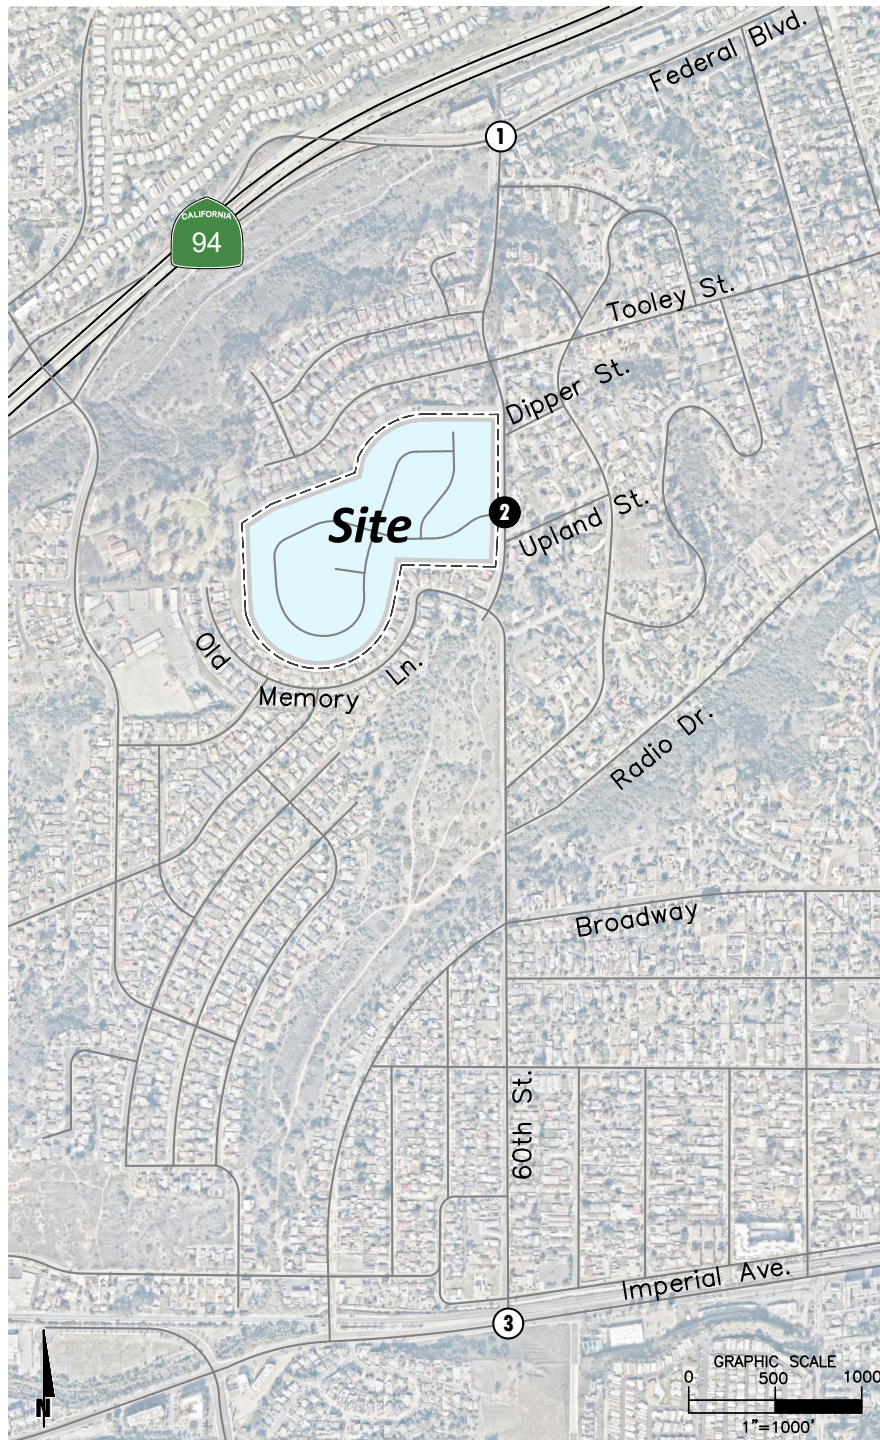 Federal Blvd.
1
CALIFORNIA
94
Tooley St.
Dipper St.
2
Site
Upland St.
Old
Memory
Ln.
Radio Dr.
Broadway
60th St.
Imperial Ave.
3
N
GRAPHIC SCALE
0 500 1000
1"=1000'